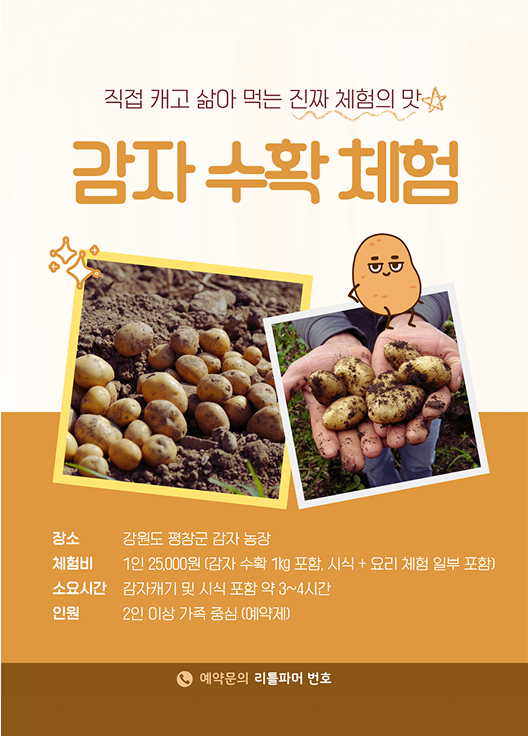 직접 캐고 삶아 먹는 진짜 체험의 맛
감자 수확 체험
장소 강원도 평창군 감자 농장
체험비 1인 25,000원 (감자 수확 1kg 포함, 시식 + 요리 체험 일부 포함)
소요시간 감자캐기 및 시식 포함 약 3~4시간
인원 2인 이상 가족 중심 (예약제)
예약문의 리틀파머 번호